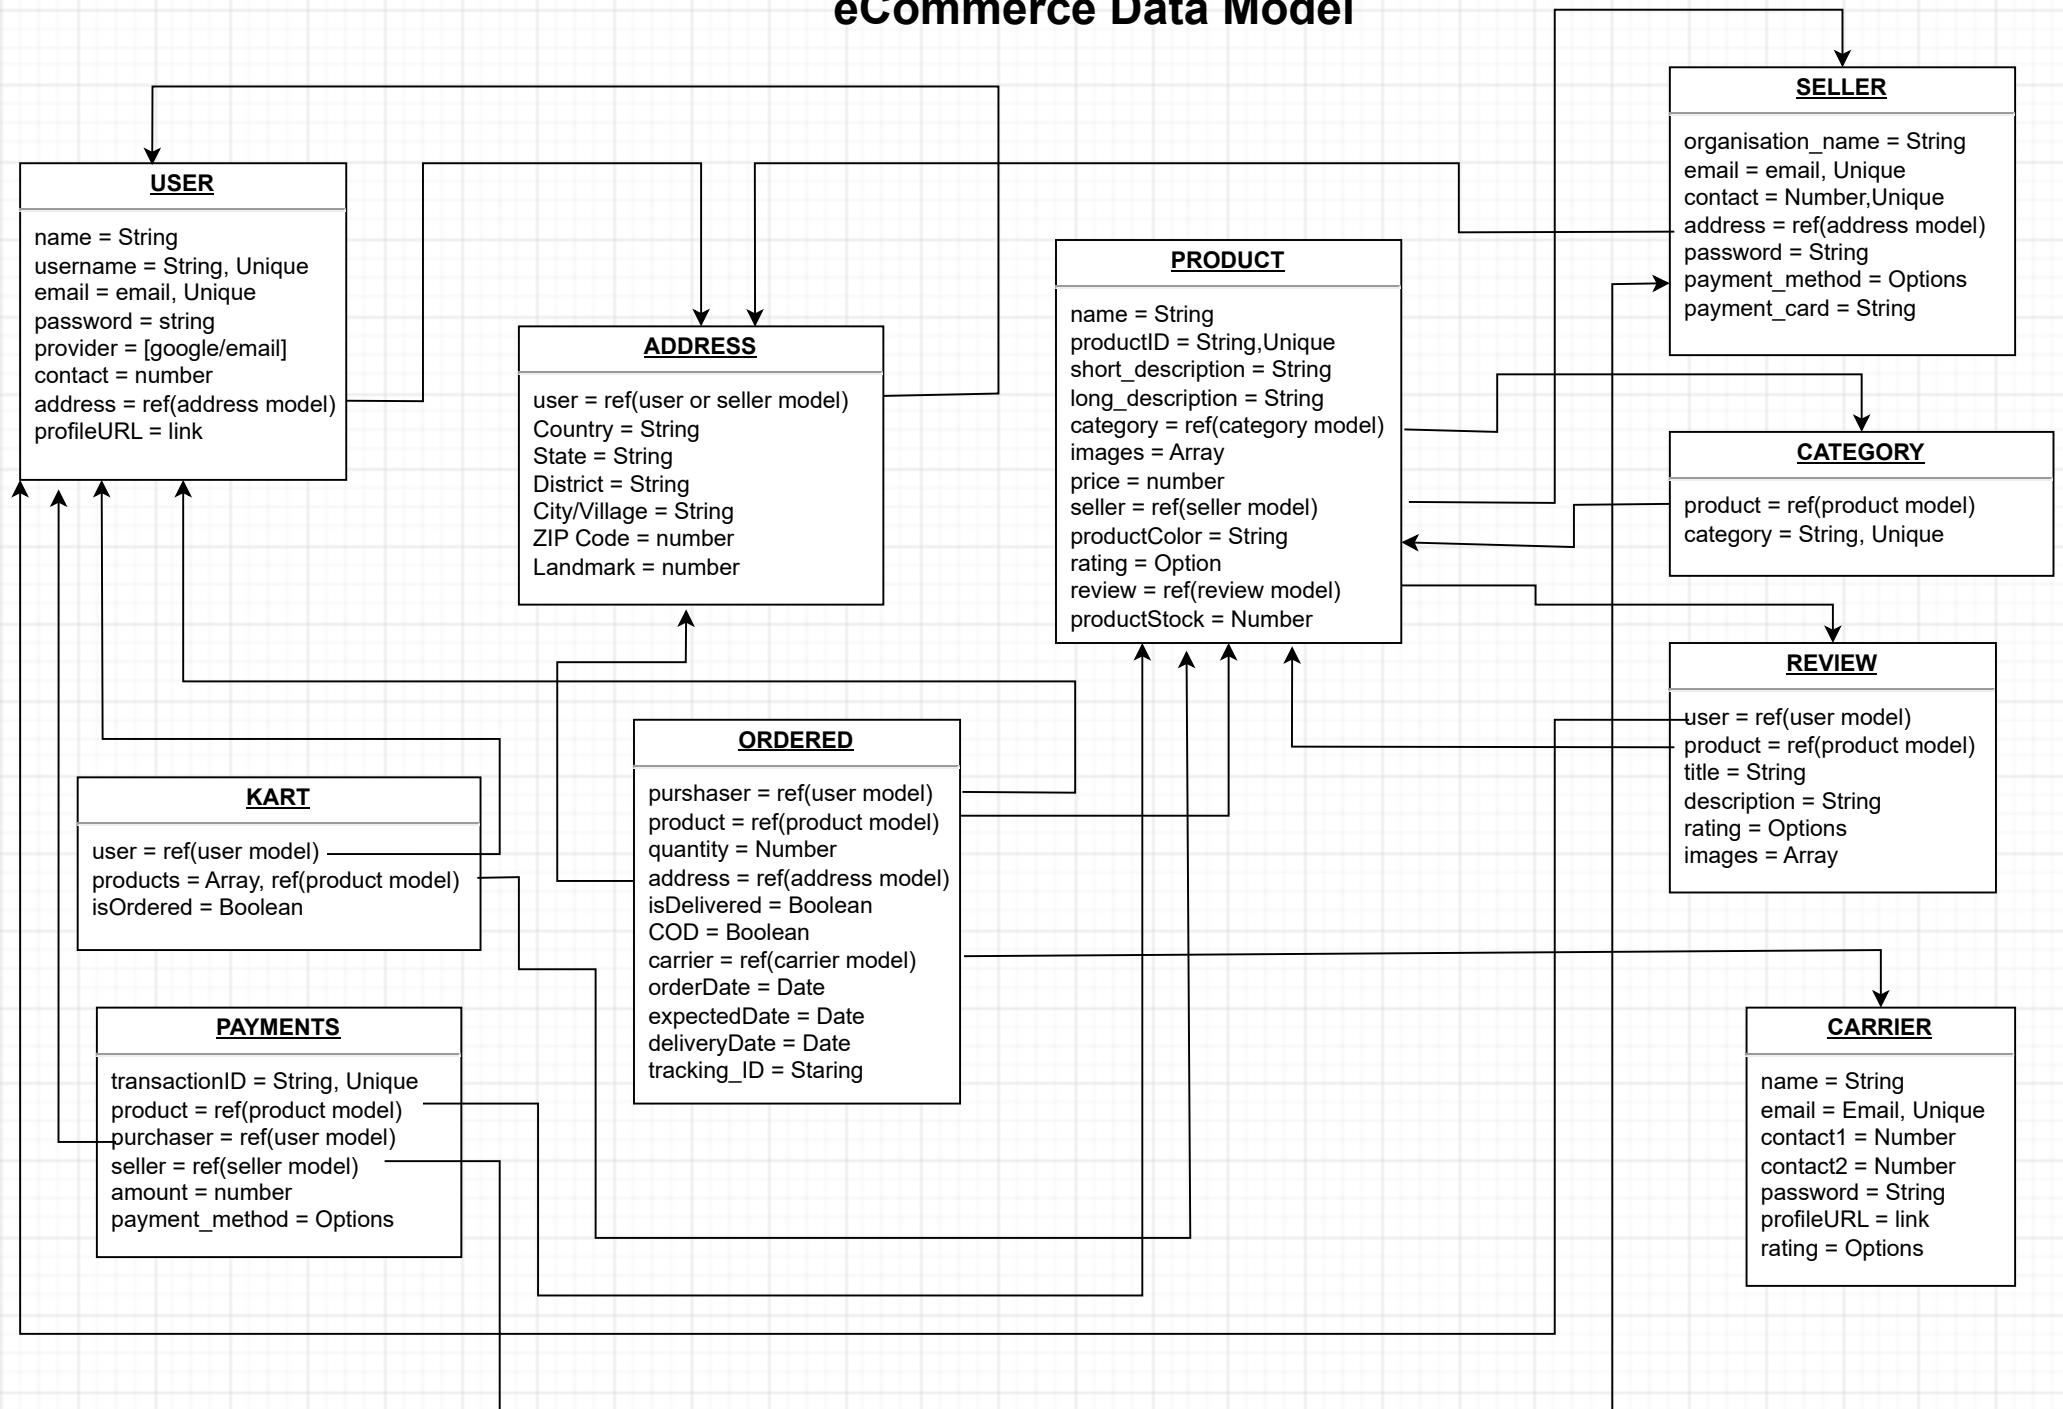 eCommerce Data Model
SELLER
organisation_name = String
email = email, Unique
contact = Number,Unique
address = ref(address model)
password = String
payment_method = Options
payment_card = String
USER
name = String
username = String, Unique
email = email, Unique
password = string
provider = [google/email]
contact = number
address = ref(address model)
profileURL = link
ADDRESS
user = ref(user or seller model)
Country = String
State = String
District = String
City/Village = String
ZIP Code = number
Landmark = number
PRODUCT
name = String
productID = String,Unique
short_description = String
long_description = String
category = ref(category model)
images = Array
price = number
seller = ref(seller model)
productColor = String
rating = Option
review = ref(review model)
productStock = Number
CATEGORY
product = ref(product model)
category = String, Unique
REVIEW
user = ref(user model)
product = ref(product model)
title = String
description = String
rating = Options
images = Array
KART
user = ref(user model)
products = Array, ref(product model)
isOrdered = Boolean
ORDERED
purshaser = ref(user model)
product = ref(product model)
quantity = Number
address = ref(address model)
isDelivered = Boolean
COD = Boolean
carrier = ref(carrier model)
orderDate = Date
expectedDate = Date
deliveryDate = Date
tracking_ID = Staring
PAYMENTS
transactionID = String, Unique
product = ref(product model)
purchaser = ref(user model)
seller = ref(seller model)
amount = number
payment_method = Options
CARRIER
name = String
email = Email, Unique
contact1 = Number
contact2 = Number
password = String
profileURL = link
rating = Options